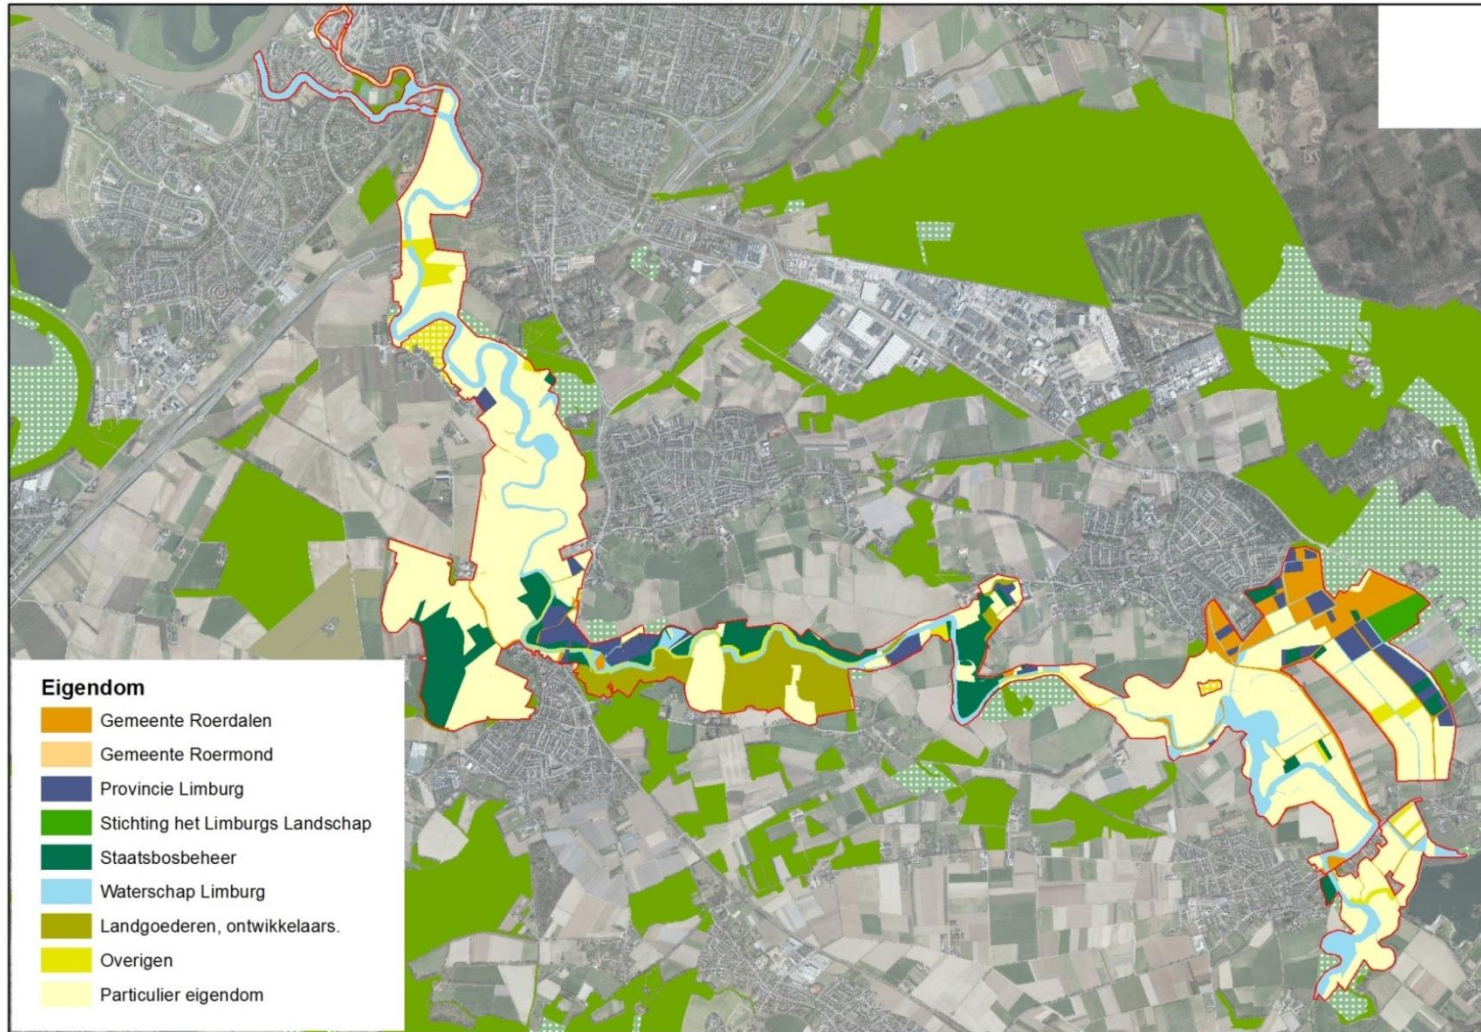 Eigendom
Gemeente Roerdalen
Gemeente Roermond
Provincie Limburg
Stichting het Limburgs Landschap
Staatsbosbeheer
Waterschap Limburg
Landgoederen, ontwikkelaars.
Overigen
Particulier eigendom